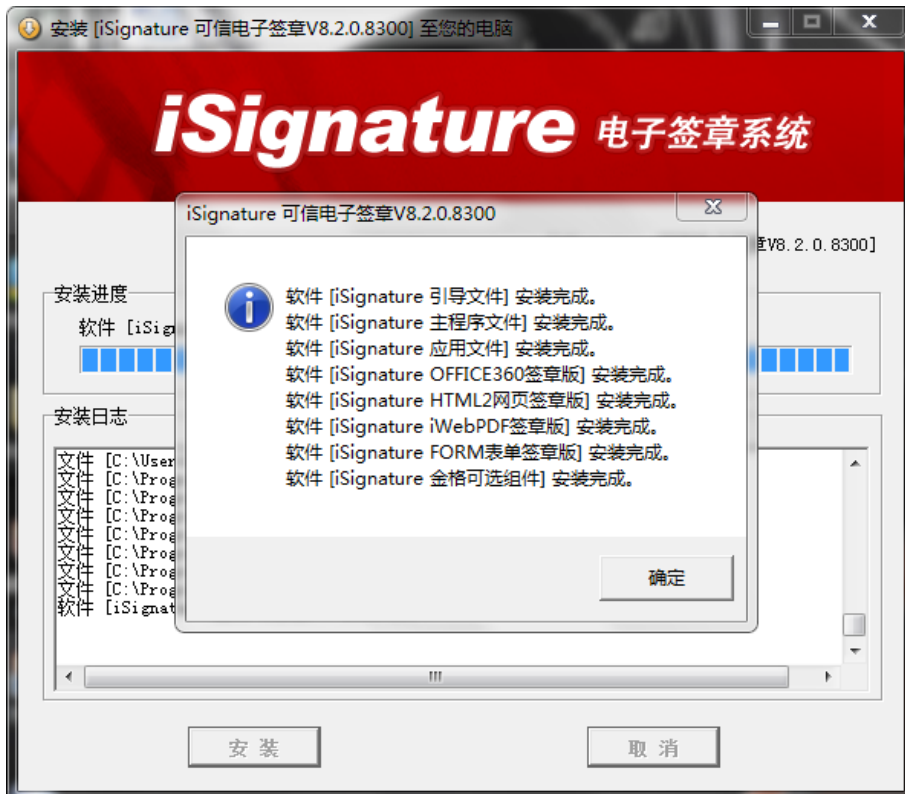 安装 [iSignature 可信电子签章V8.2.0.8300] 至您的电脑
iSignature 电子签章系统
iSignature 可信电子签章V8.2.0.8300
章V8.2.0.8300]
安装进度
软件 [iSig
软件 [iSignature 引导文件] 安装完成。
软件 [iSignature 主程序文件] 安装完成。
软件 [iSignature 应用文件] 安装完成。
软件 [iSignature OFFICE360签章版] 安装完成。
软件 [iSignature HTML2网页签章版] 安装完成。
软件 [iSignature iWebPDF签章版] 安装完成。
软件 [iSignature FORM表单签章版] 安装完成。
软件 [iSignature 金格可选组件] 安装完成。
确定
安装日志
文件 [C:\User
文件 [C:\Prog
文件 [C:\Prog
文件 [C:\Prog
文件 [C:\Prog
文件 [C:\Prog
文件 [C:\Prog
文件 [C:\Prog
软件 [iSignat
安 装
取 消